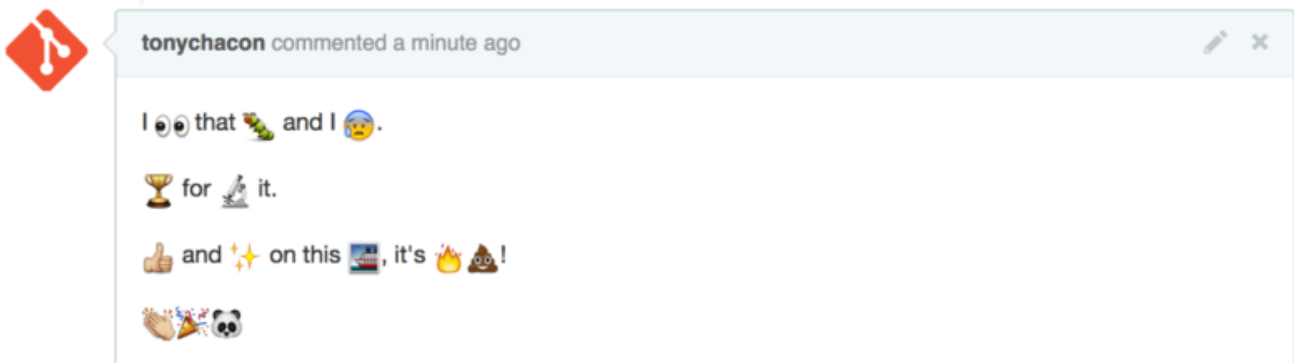 tonychacon commented a minute ago
I 👀 that 🐛 and I 😰.
🏆 for 🔬 it.
👍 and ✨ on this 🚢, it's 🔥💩!
👏🎉🐼